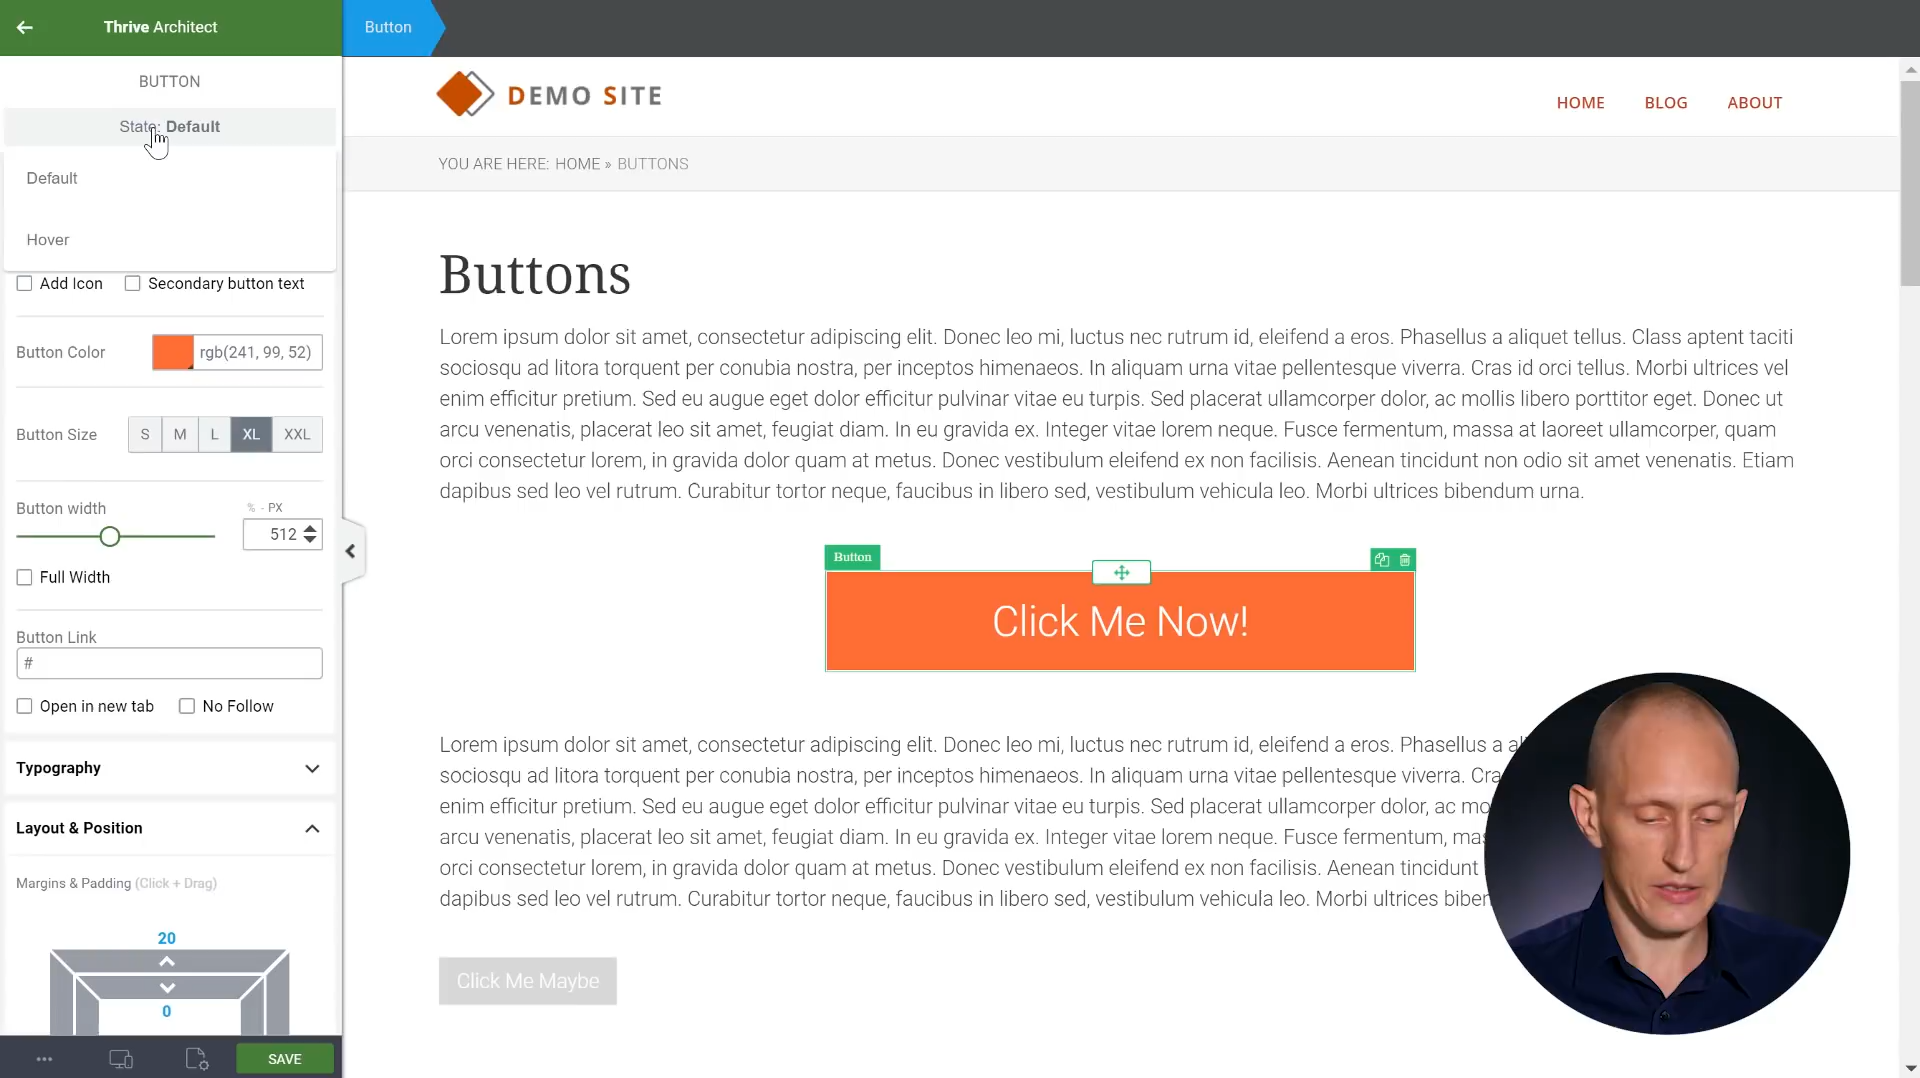 Thrive Architect
Button
BUTTON
State: Default
Default
Hover
Add Icon
Secondary button text
Button Color
rgb(241, 99, 52)
Button Size
S
M
L
XL
XXL
Button width
% - PX
512
Full Width
Button Link
#
Open in new tab
No Follow
Typography
Layout & Position
Margins & Padding (Click + Drag)
20
0
SAVE
DEMO SITE
HOME
BLOG
ABOUT
YOU ARE HERE: HOME » BUTTONS
Buttons
Lorem ipsum dolor sit amet, consectetur adipiscing elit. Donec leo mi, luctus nec rutrum id, eleifend a eros. Phasellus a aliquet tellus. Class aptent taciti
sociosqu ad litora torquent per conubia nostra, per inceptos himenaeos. In aliquam urna vitae pellentesque viverra. Cras id orci tellus. Morbi ultrices vel
enim efficitur pretium. Sed eu augue eget dolor efficitur pulvinar vitae eu turpis. Sed placerat ullamcorper dolor, ac mollis libero porttitor eget. Donec ut
arcu venenatis, placerat leo sit amet, feugiat diam. In eu gravida ex. Integer vitae lorem neque. Fusce fermentum, massa at laoreet ullamcorper, quam
orci consectetur lorem, in gravida dolor quam at metus. Donec vestibulum eleifend ex non facilisis. Aenean tincidunt non odio sit amet venenatis. Etiam
dapibus sed leo vel rutrum. Curabitur tortor neque, faucibus in libero sed, vestibulum vehicula leo. Morbi ultrices bibendum urna.
Button
Click Me Now!
Lorem ipsum dolor sit amet, consectetur adipiscing elit. Donec leo mi, luctus nec rutrum id, eleifend a eros. Phasellus a al
sociosqu ad litora torquent per conubia nostra, per inceptos himenaeos. In aliquam urna vitae pellentesque viverra. Cra
enim efficitur pretium. Sed eu augue eget dolor efficitur pulvinar vitae eu turpis. Sed placerat ullamcorper dolor, ac mo
arcu venenatis, placerat leo sit amet, feugiat diam. In eu gravida ex. Integer vitae lorem neque. Fusce fermentum, mas
orci consectetur lorem, in gravida dolor quam at metus. Donec vestibulum eleifend ex non facilisis. Aenean tincidunt
dapibus sed leo vel rutrum. Curabitur tortor neque, faucibus in libero sed, vestibulum vehicula leo. Morbi ultrices biben
Click Me Maybe